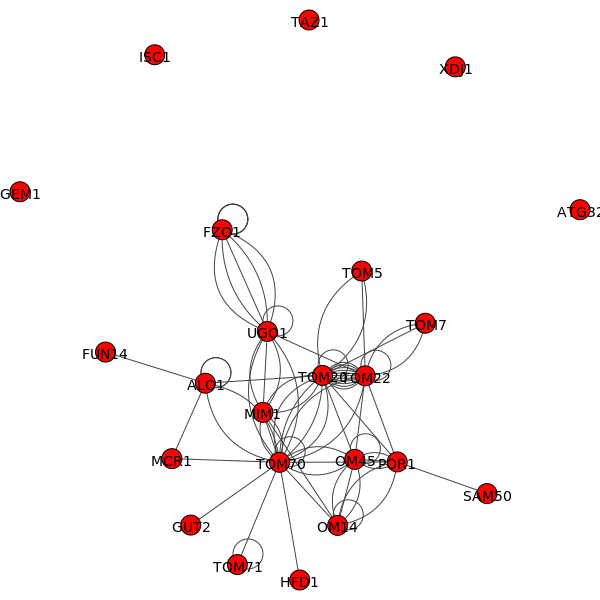 TAZ1
ISC1
XDJ1
GEM1
ATG32
FZO1
TOM5
TOM7
UGO1
FUN14
TOM20
TOM22
ALO1
MIM1
MCR1
TOM70
OM45
POR1
SAM50
GUT2
OM14
TOM71
HFD1